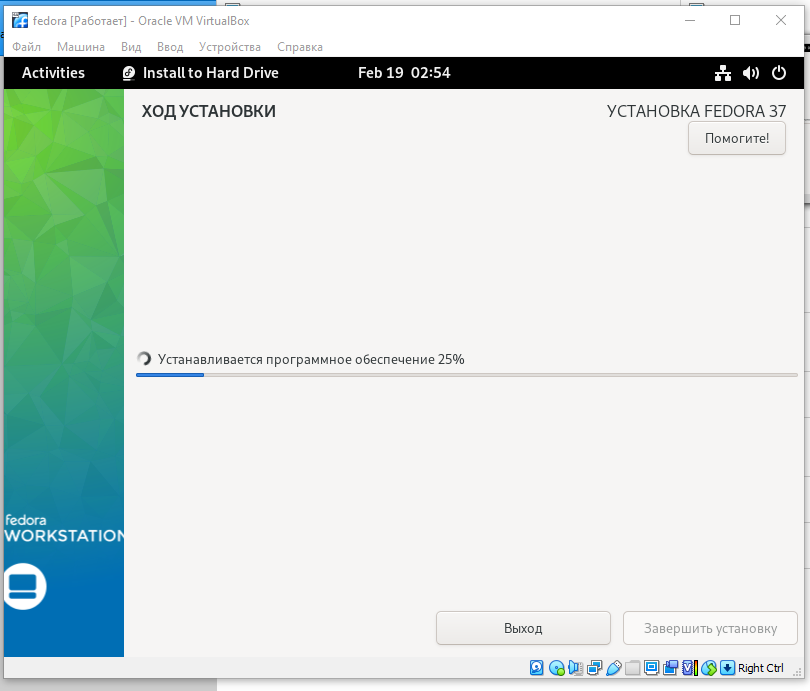 fedora [Работает] - Oracle VM VirtualBox
Файл Машина Вид Ввод Устройства Справка
Activities Install to Hard Drive Feb 19 02:54
ХОД УСТАНОВКИ УСТАНОВКА FEDORA 37
Помогите!
Устанавливается программное обеспечение 25%
fedora
WORKSTATION
Выход Завершить установку
Right Ctrl